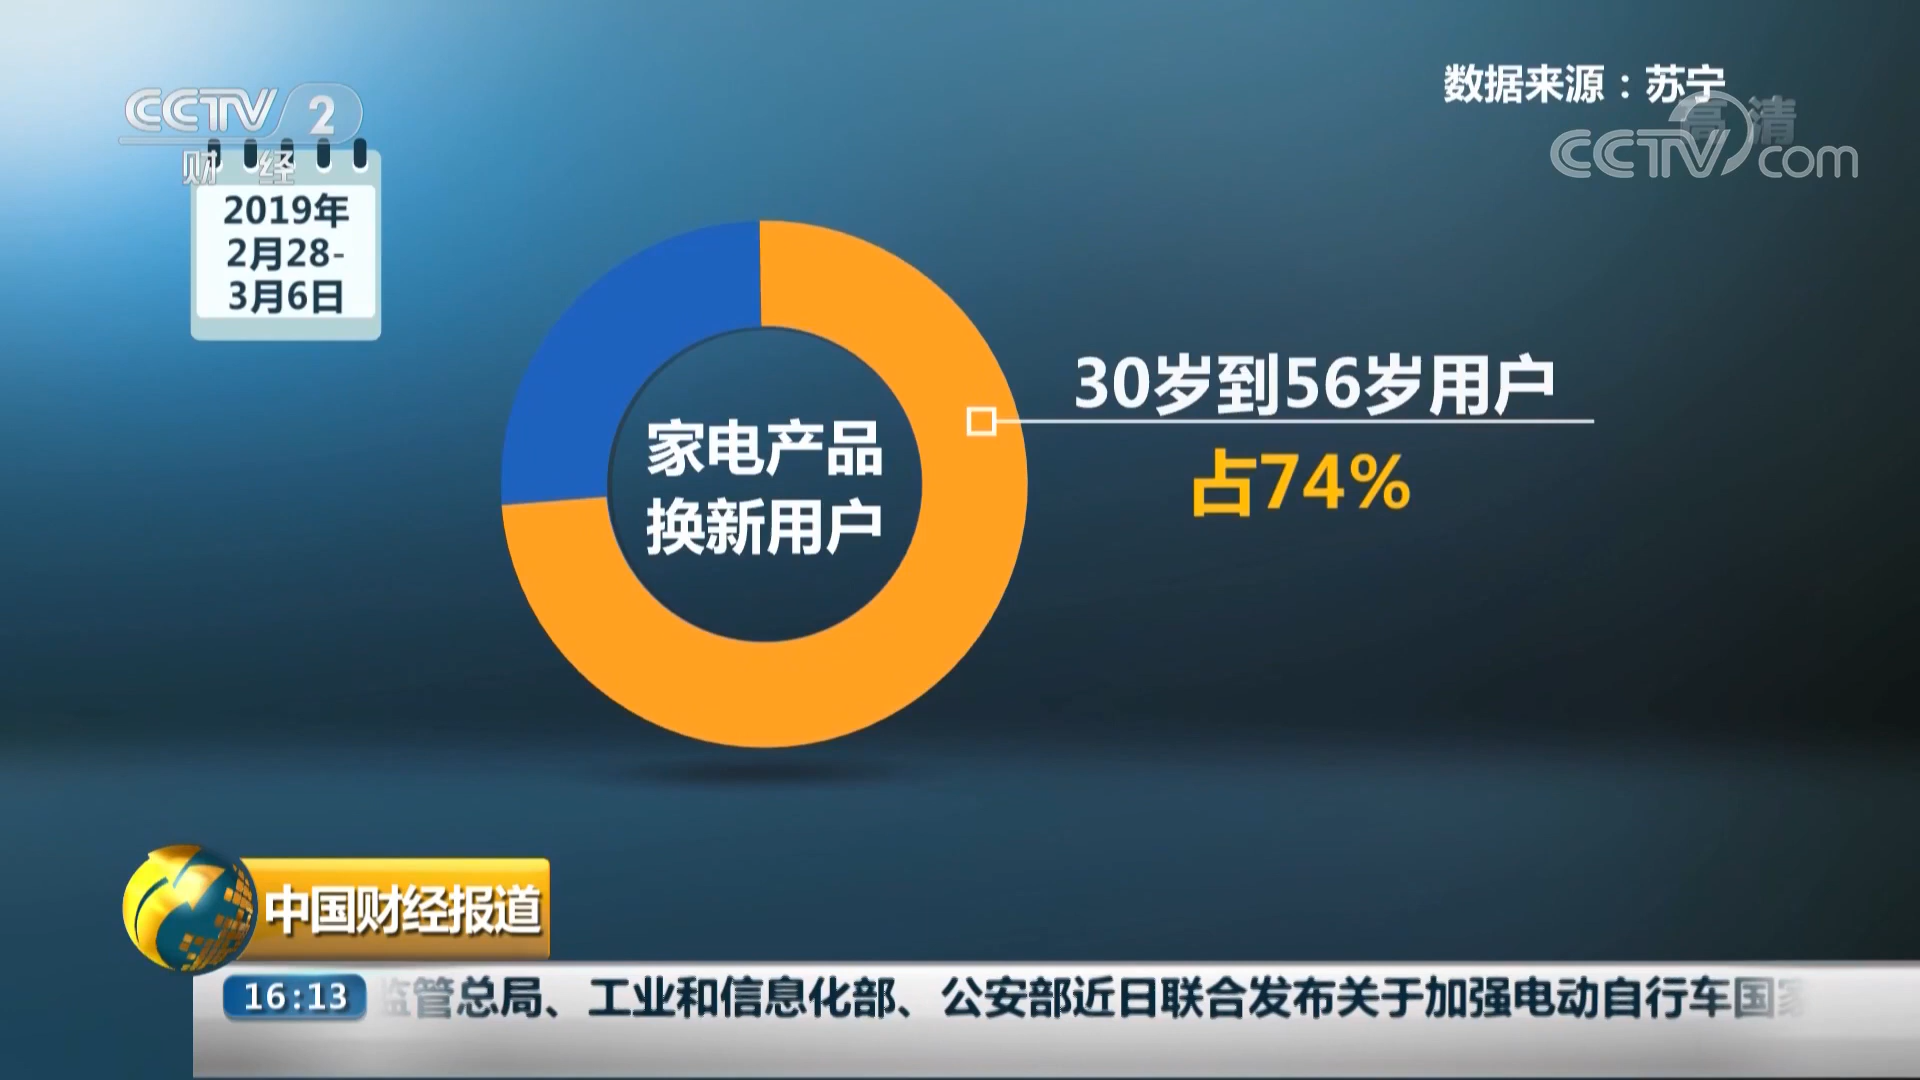 CCTV 2
财经
数据来源：苏宁
高清
CCTV com
2019年
2月28-
3月6日
家电产品
换新用户
30岁到56岁用户
占74%
中国财经报道
16:13
监管总局、工业和信息化部、公安部近日联合发布关于加强电动自行车国家